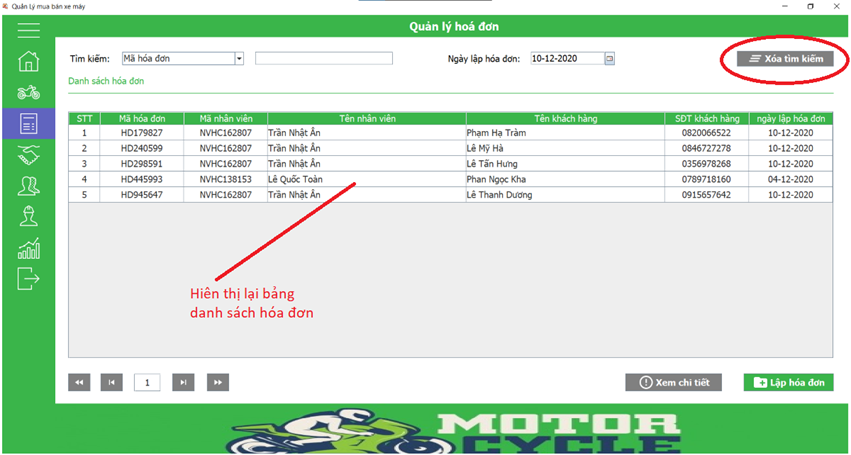 Quản Lý mua bán xe máy
Quản lý hoá đơn
Tìm kiếm: Mã hóa đơn Ngày lập hóa đơn: 10-12-2020 Xóa tìm kiếm
Danh sách hóa đơn
STT Mã hóa đơn Mã nhân viên Tên nhân viên Tên khách hàng SĐT khách hàng ngày lập hóa đơn
1 HD179827 NVHC162807 Trần Nhật Ân Phạm Hạ Tràm 0820066522 10-12-2020
2 HD240599 NVHC162807 Trần Nhật Ân Lê Mỹ Hà 0846727278 10-12-2020
3 HD298591 NVHC162807 Trần Nhật Ân Lê Tấn Hưng 0356978268 10-12-2020
4 HD445993 NVHC138153 Lê Quốc Toàn Phan Ngọc Kha 0789718160 04-12-2020
5 HD945647 NVHC162807 Trần Nhật Ân Lê Thanh Dương 0915657642 10-12-2020
Hiên thị lại bảng
danh sách hóa đơn
1 Xem chi tiết Lập hóa đơn
MOTOR
CYCLE